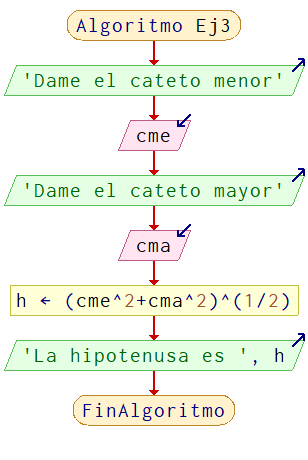 Algoritmo Ej3
'Dame el cateto menor'
cme
'Dame el cateto mayor'
cma
h ← (cme^2+cma^2)^(1/2)
'La hipotenusa es ', h
FinAlgoritmo